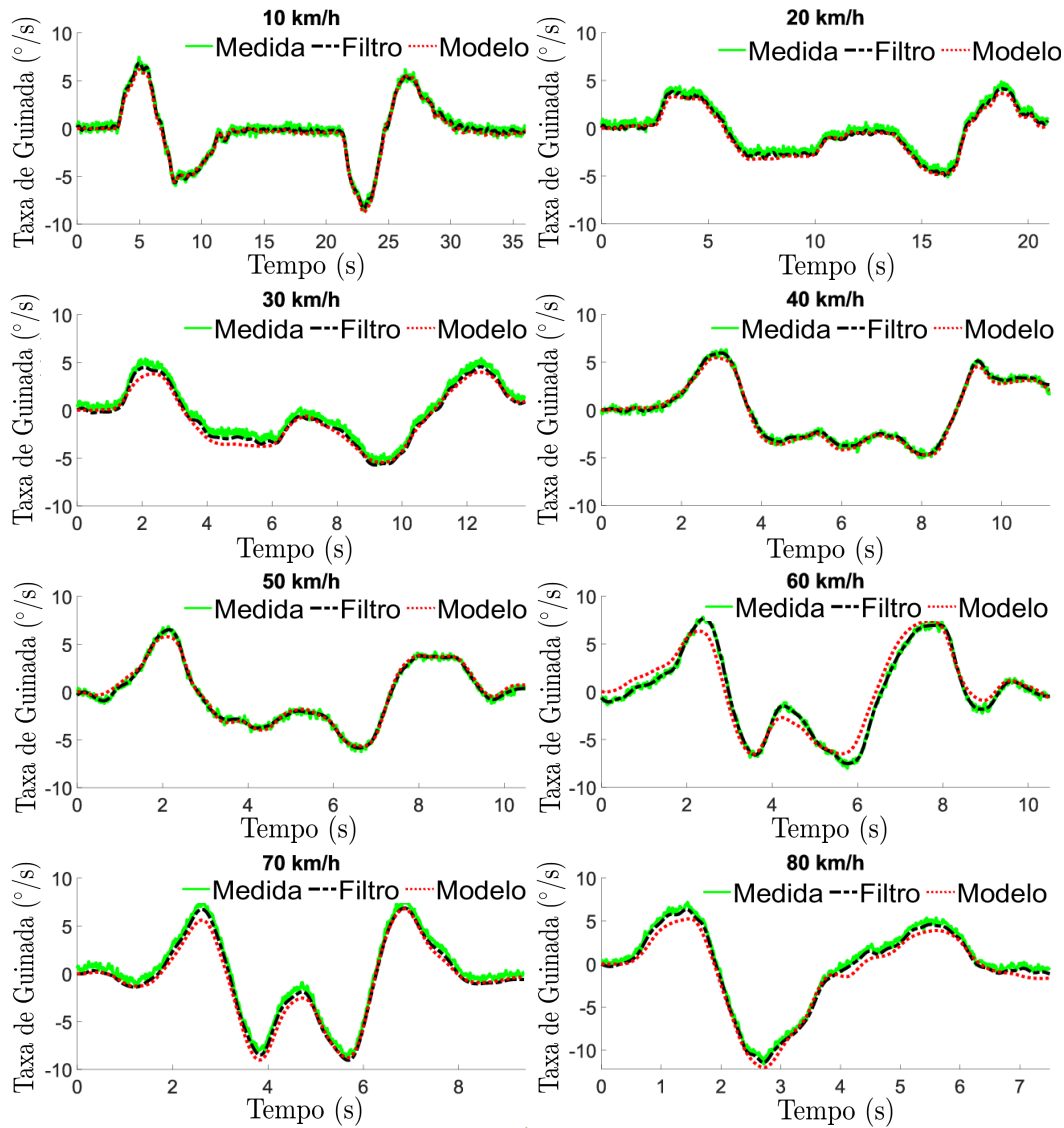 10 km/h
Medida Filtro Modelo
Taxa de Guinada (°/s)
10
5
0
-5
-10
0 5 10 15 20 25 30 35
Tempo (s)
20 km/h
Medida Filtro Modelo
Taxa de Guinada (°/s)
10
5
0
-5
-10
0 5 10 15 20
Tempo (s)
30 km/h
Medida Filtro Modelo
Taxa de Guinada (°/s)
10
5
0
-5
-10
0 2 4 6 8 10 12
Tempo (s)
40 km/h
Medida Filtro Modelo
Taxa de Guinada (°/s)
10
5
0
-5
-10
0 2 4 6 8 10
Tempo (s)
50 km/h
Medida Filtro Modelo
Taxa de Guinada (°/s)
10
5
0
-5
-10
0 2 4 6 8 10
Tempo (s)
60 km/h
Medida Filtro Modelo
Taxa de Guinada (°/s)
10
5
0
-5
-10
0 2 4 6 8 10
Tempo (s)
70 km/h
Medida Filtro Modelo
Taxa de Guinada (°/s)
10
5
0
-5
-10
0 2 4 6 8
Tempo (s)
80 km/h
Medida Filtro Modelo
Taxa de Guinada (°/s)
10
5
0
-5
-10
0 1 2 3 4 5 6 7
Tempo (s)